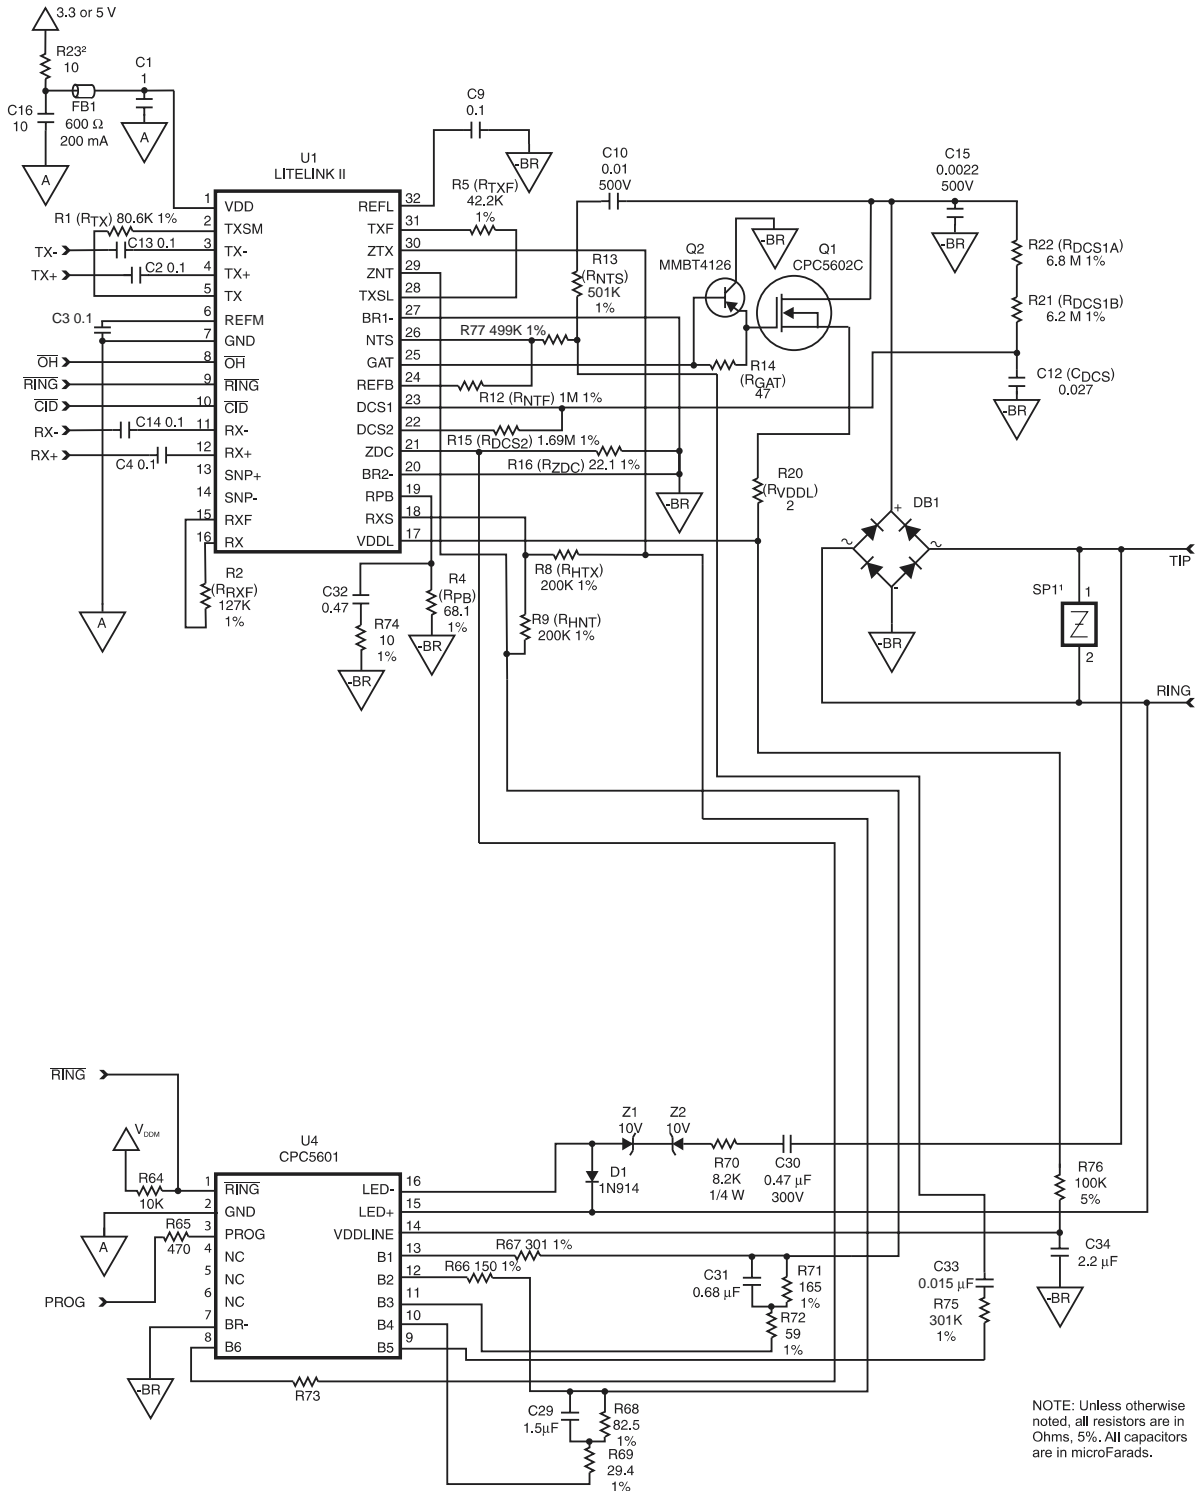 3.3 or 5 V
R23²
10
C1
1
C16
10
FB1
600 Ω
200 mA
A
A
C9
0.1
-BR
U1
LITELINK II
R5 (RTXF)
42.2K
1%
C10
0.01
500V
C15
0.0022
500V
-BR
-BR
Q2
MMBT4126
Q1
CPC5602C
R22 (RDCS1A)
6.8 M 1%
R21 (RDCS1B)
6.2 M 1%
C12 (CDCS)
0.027
-BR
R13
(RNTS)
501K
1%
R77 499K 1%
R14
(RGAT)
47
R12 (RNTF) 1M 1%
R15 (RDCS2) 1.69M 1%
R16 (RZDC) 22.1 1%
-BR
R1 (RTX) 80.6K 1%
TX-
C13 0.1
TX+
C2 0.1
C3 0.1
OH
RING
CID
RX-
C14 0.1
RX+
C4 0.1
1
VDD
2
TXSM
3
TX-
4
TX+
5
TX
6
REFM
7
GND
8
OH
9
RING
10
CID
11
RX-
12
RX+
13
SNP+
14
SNP-
15
RXF
16
RX
32
REFL
31
TXF
30
ZTX
29
ZNT
28
TXSL
27
BR1-
26
NTS
25
GAT
24
REFB
23
DCS1
22
DCS2
21
ZDC
20
BR2-
19
RPB
18
RXS
17
VDDL
R20
(RVDDL)
2
DB1
+
~
~
-
-BR
TIP
SP1¹
1
Z
2
RING
R2
(RRXF)
127K
1%
A
C32
0.47
R74
10
1%
-BR
R4
(RPB)
68.1
1%
-BR
R8 (RHTX)
200K 1%
R9 (RHNT)
200K 1%
RING
VDDM
R64
10K
A
R65
470
PROG
-BR
U4
CPC5601
1
RING
2
GND
3
PROG
4
NC
5
NC
6
NC
7
BR-
8
B6
16
LED-
15
LED+
14
VDDLINE
13
B1
12
B2
11
B3
10
B4
9
B5
Z1
10V
Z2
10V
D1
1N914
R70
8.2K
1/4 W
C30
0.47 µF
300V
R76
100K
5%
C34
2.2 µF
-BR
R67 301 1%
R66 150 1%
C31
0.68 µF
R71
165
1%
R72
59
1%
C33
0.015 µF
R75
301K
1%
R73
C29
1.5µF
R68
82.5
1%
R69
29.4
1%
NOTE: Unless otherwise
noted, all resistors are in
Ohms, 5%. All capacitors
are in microFarads.